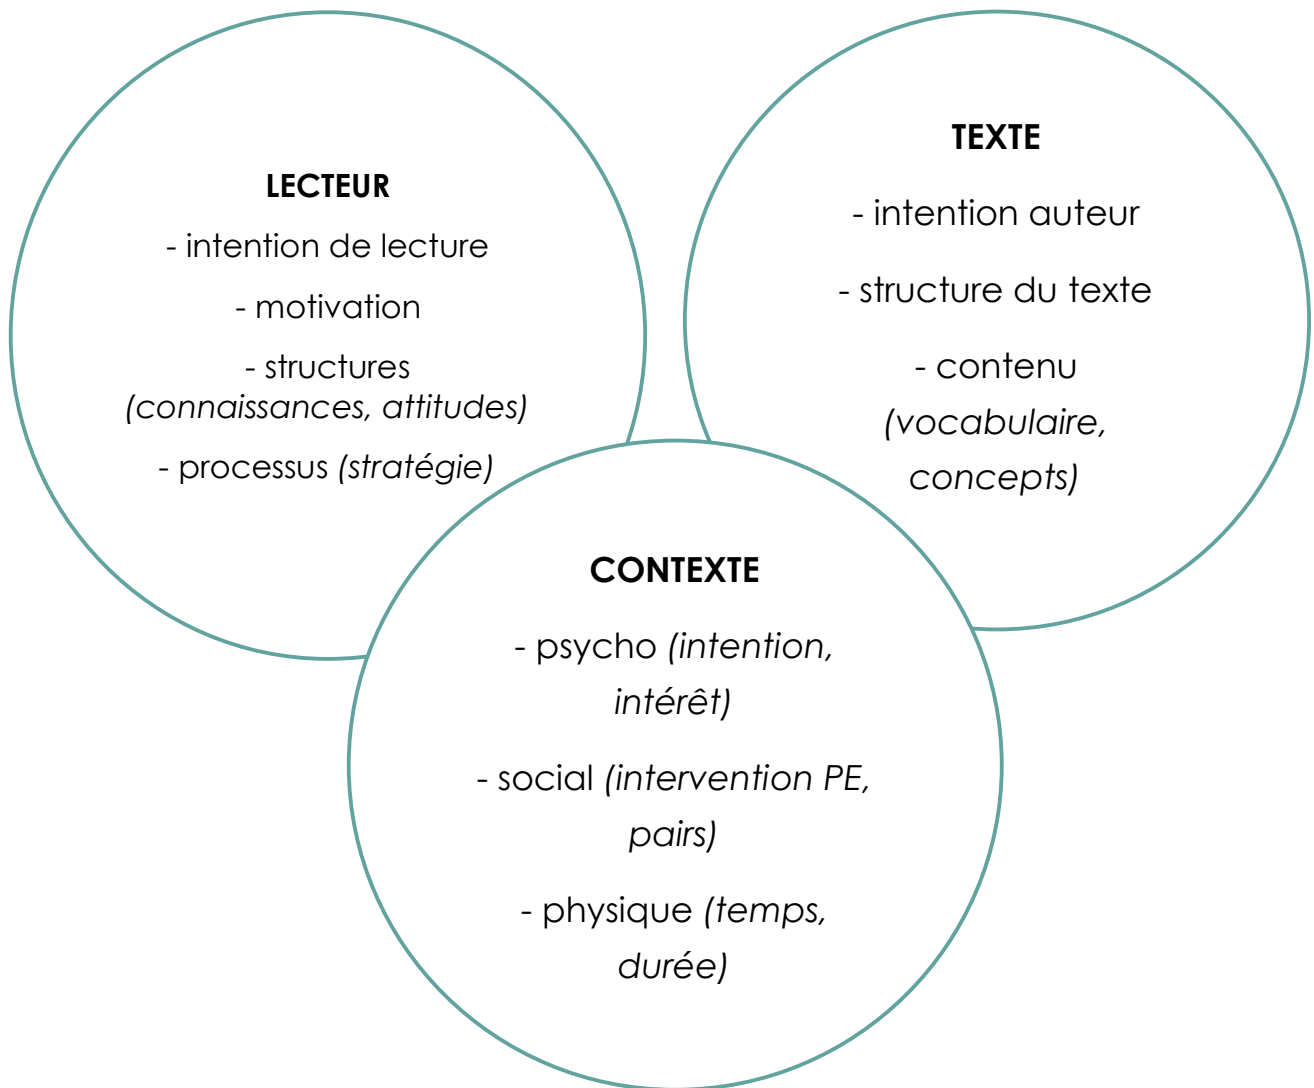 LECTEUR
- intention de lecture
- motivation
- structures
(connaissances, attitudes)
- processus (stratégie)
TEXTE
- intention auteur
- structure du texte
- contenu
(vocabulaire,
concepts)
CONTEXTE
- psycho (intention,
intérêt)
- social (intervention PE,
pairs)
- physique (temps,
durée)